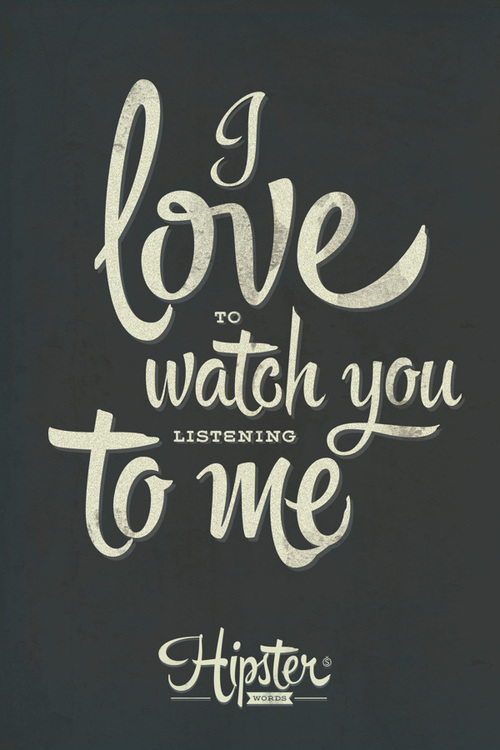 I
love
TO
watch you
LISTENING
to me
Hipster
WORDS